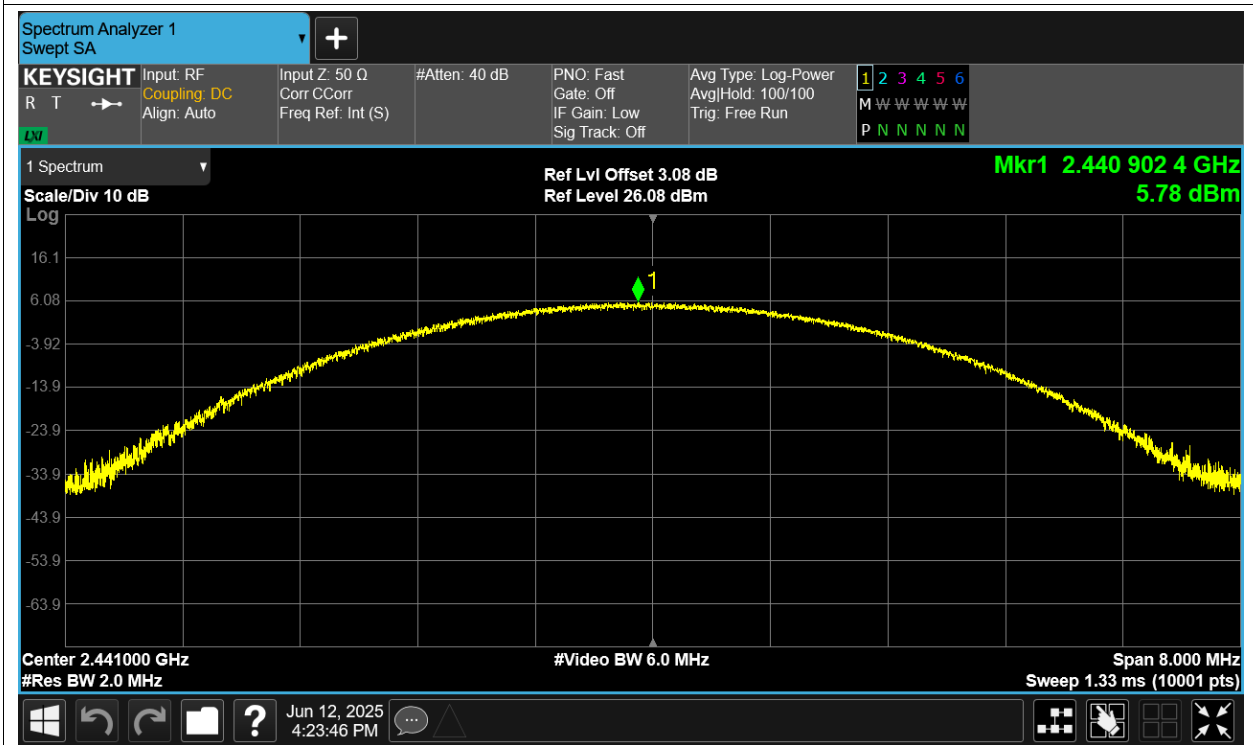 Spectrum Analyzer 1
Swept SA
KEYSIGHT
R T
LXI
Input: RF
Coupling: DC
Align: Auto
Input Z: 50 Ω
Corr CCorr
Freq Ref: Int (S)
#Atten: 40 dB
PNO: Fast
Gate: Off
IF Gain: Low
Sig Track: Off
Avg Type: Log-Power
Avg|Hold: 100/100
Trig: Free Run
1 2 3 4 5 6
M W W W W W
P N N N N N
1 Spectrum
Scale/Div 10 dB
Log
Ref Lvl Offset 3.08 dB
Ref Level 26.08 dBm
Mkr1 2.440 902 4 GHz
5.78 dBm
16.1
6.08
-3.92
-13.9
-23.9
-33.9
-43.9
-53.9
-63.9
1
Center 2.441000 GHz
#Res BW 2.0 MHz
#Video BW 6.0 MHz
Span 8.000 MHz
Sweep 1.33 ms (10001 pts)
?
Jun 12, 2025
4:23:46 PM